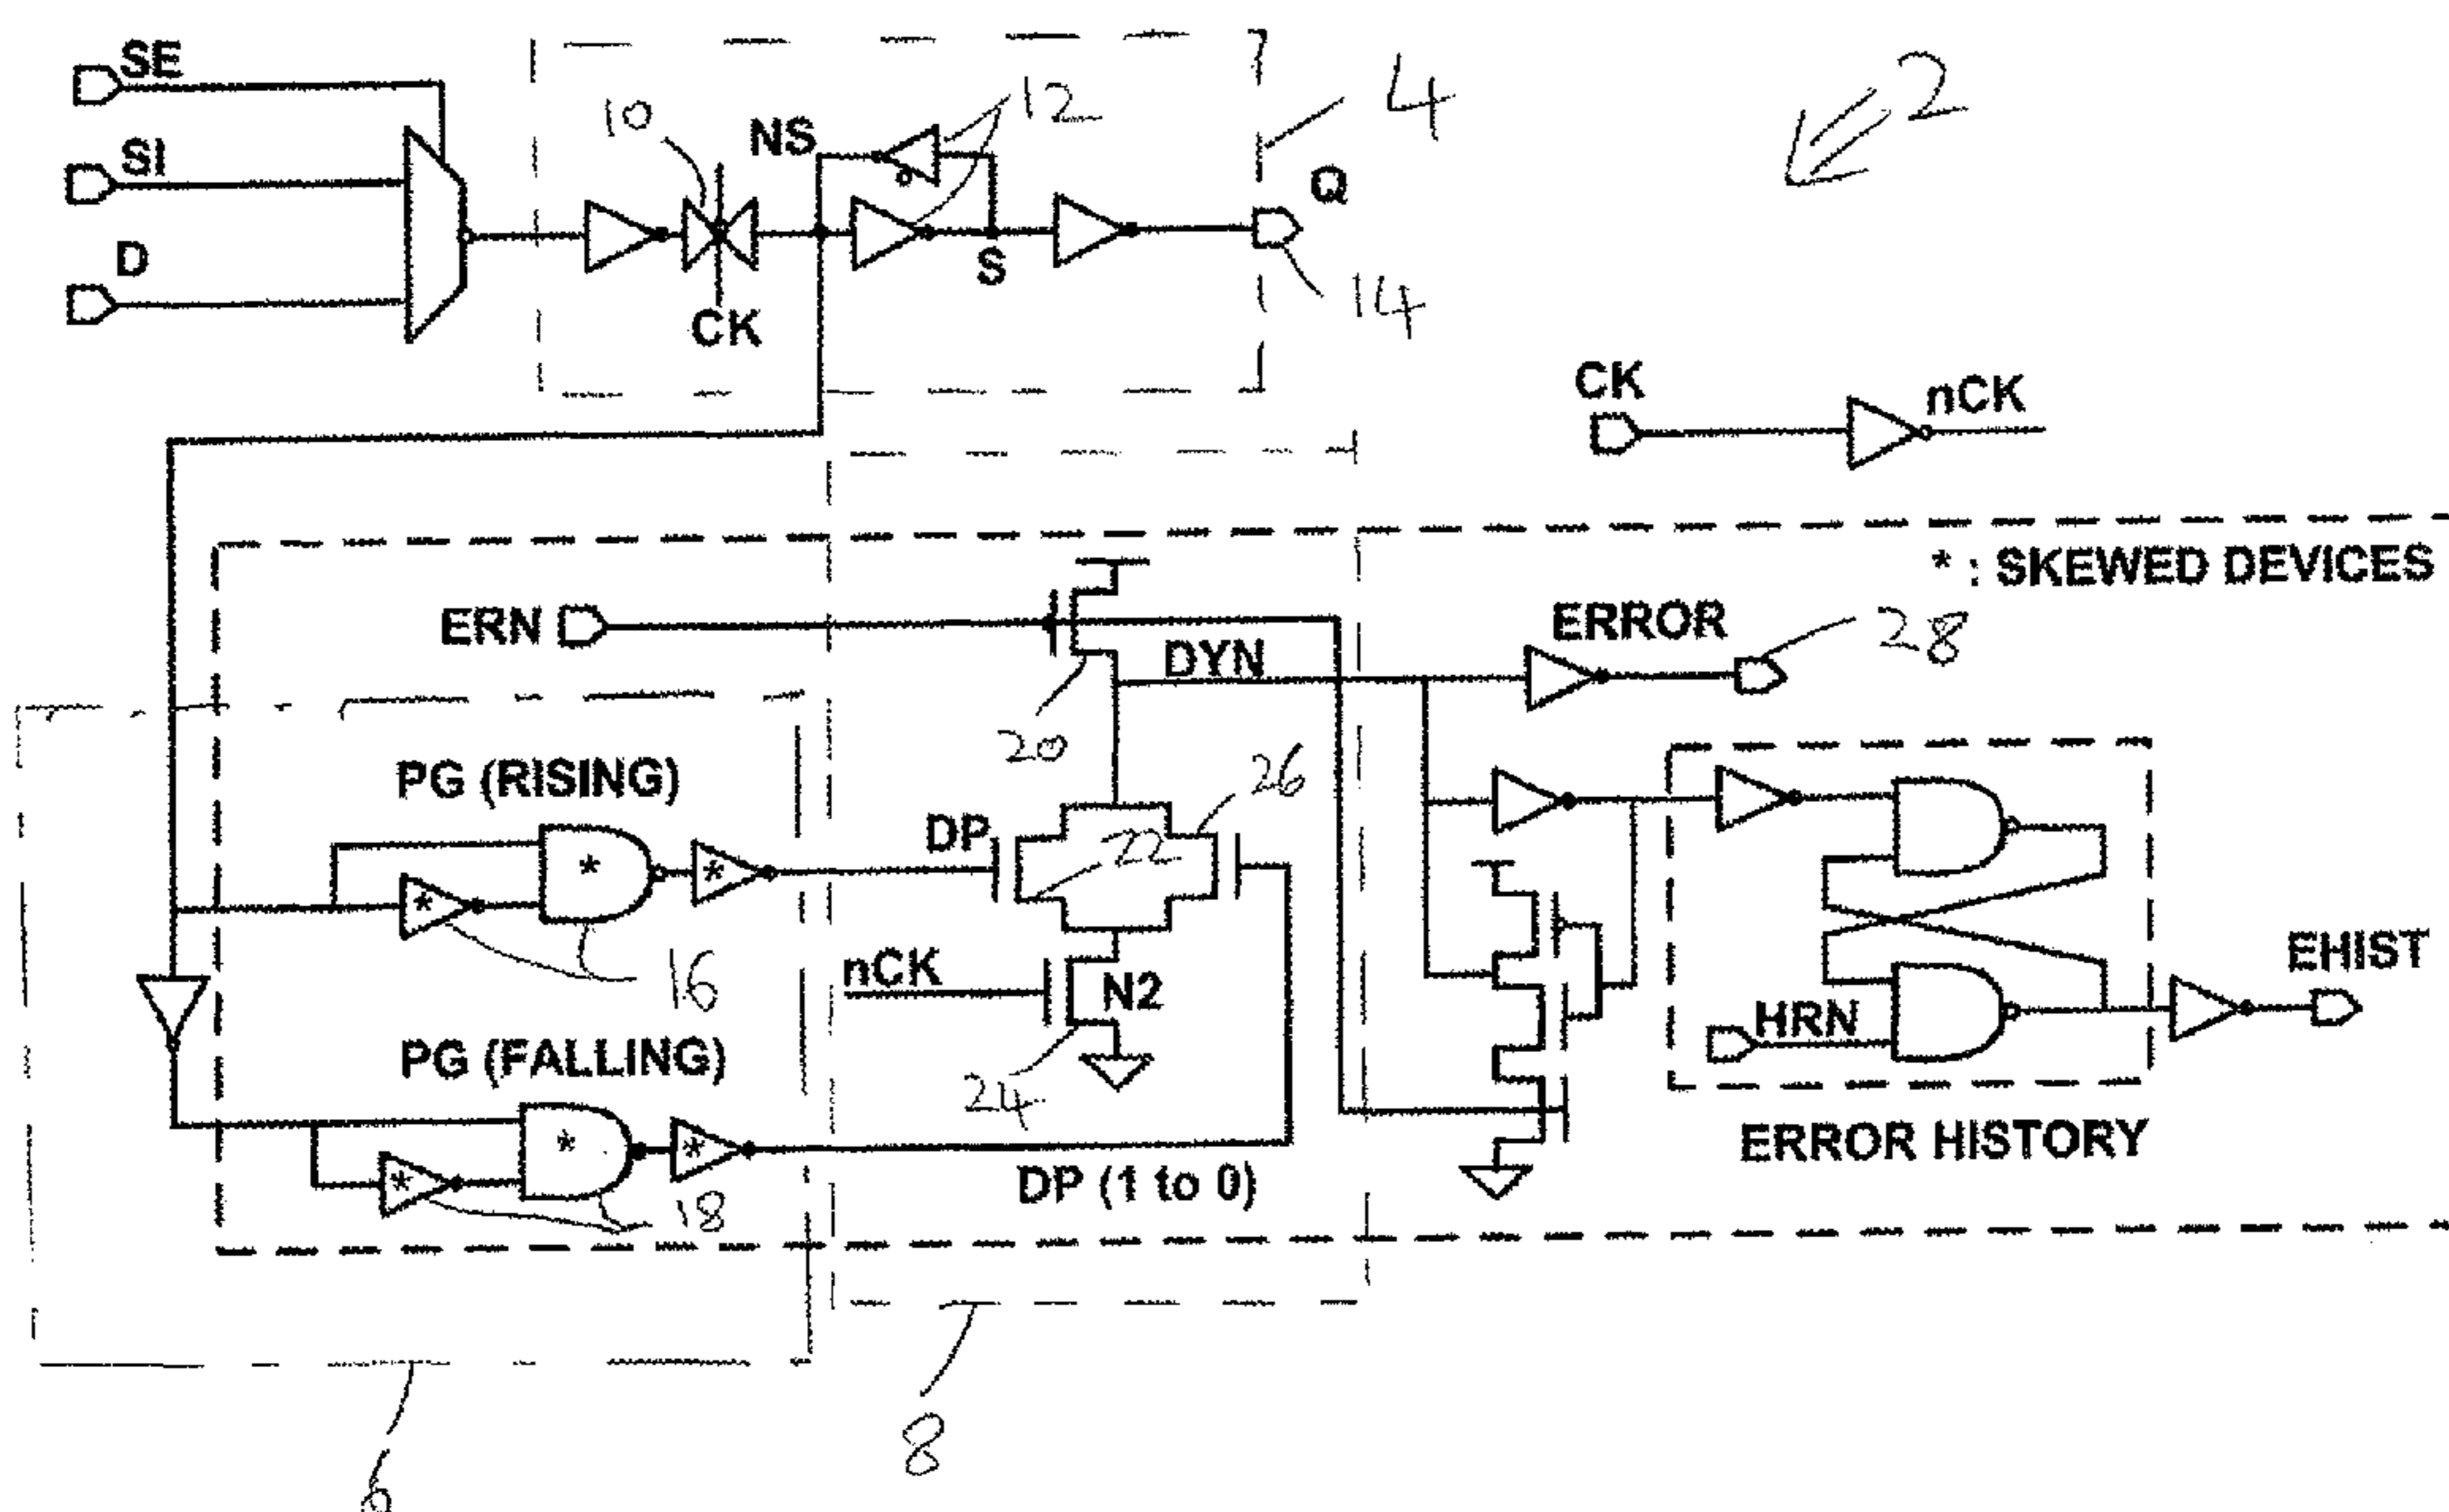 SE
SI
D
10
NS
12
4
2
Q
S
CK
14
CK
nCK
* : SKEWED DEVICES
ERN
DYN
ERROR
28
20
26
PG (RISING)
DP
22
*
*
*
16
nCK
N2
24
PG (FALLING)
*
*
*
18
DP (1 to 0)
HRN
EHIST
ERROR HISTORY
6
8